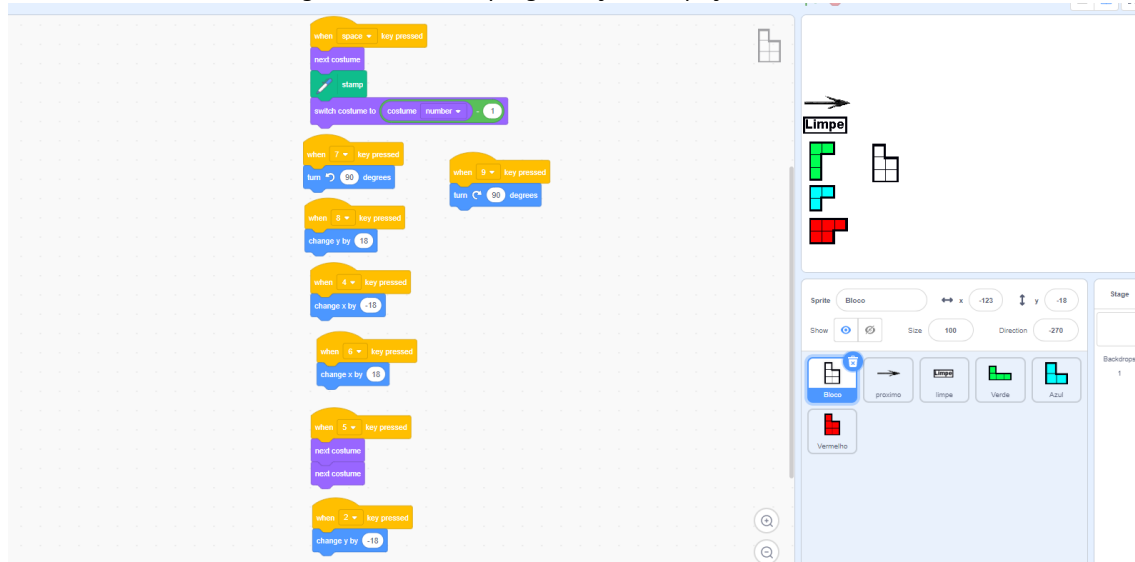 when space key pressed
next costume
stamp
switch costume to costume number - 1
when 7 key pressed
turn 90 degrees
when 9 key pressed
turn 90 degrees
when 8 key pressed
change y by 18
when 4 key pressed
change x by -18
when 6 key pressed
change x by 18
when 5 key pressed
next costume
next costume
when 2 key pressed
change y by -18
Limpe
Sprite Bloco x -123 y -18
Show Size 100 Direction -270
Stage
Backdrops
1
Bloco
proximo
Limpe
limpe
Verde
Azul
Vermelho